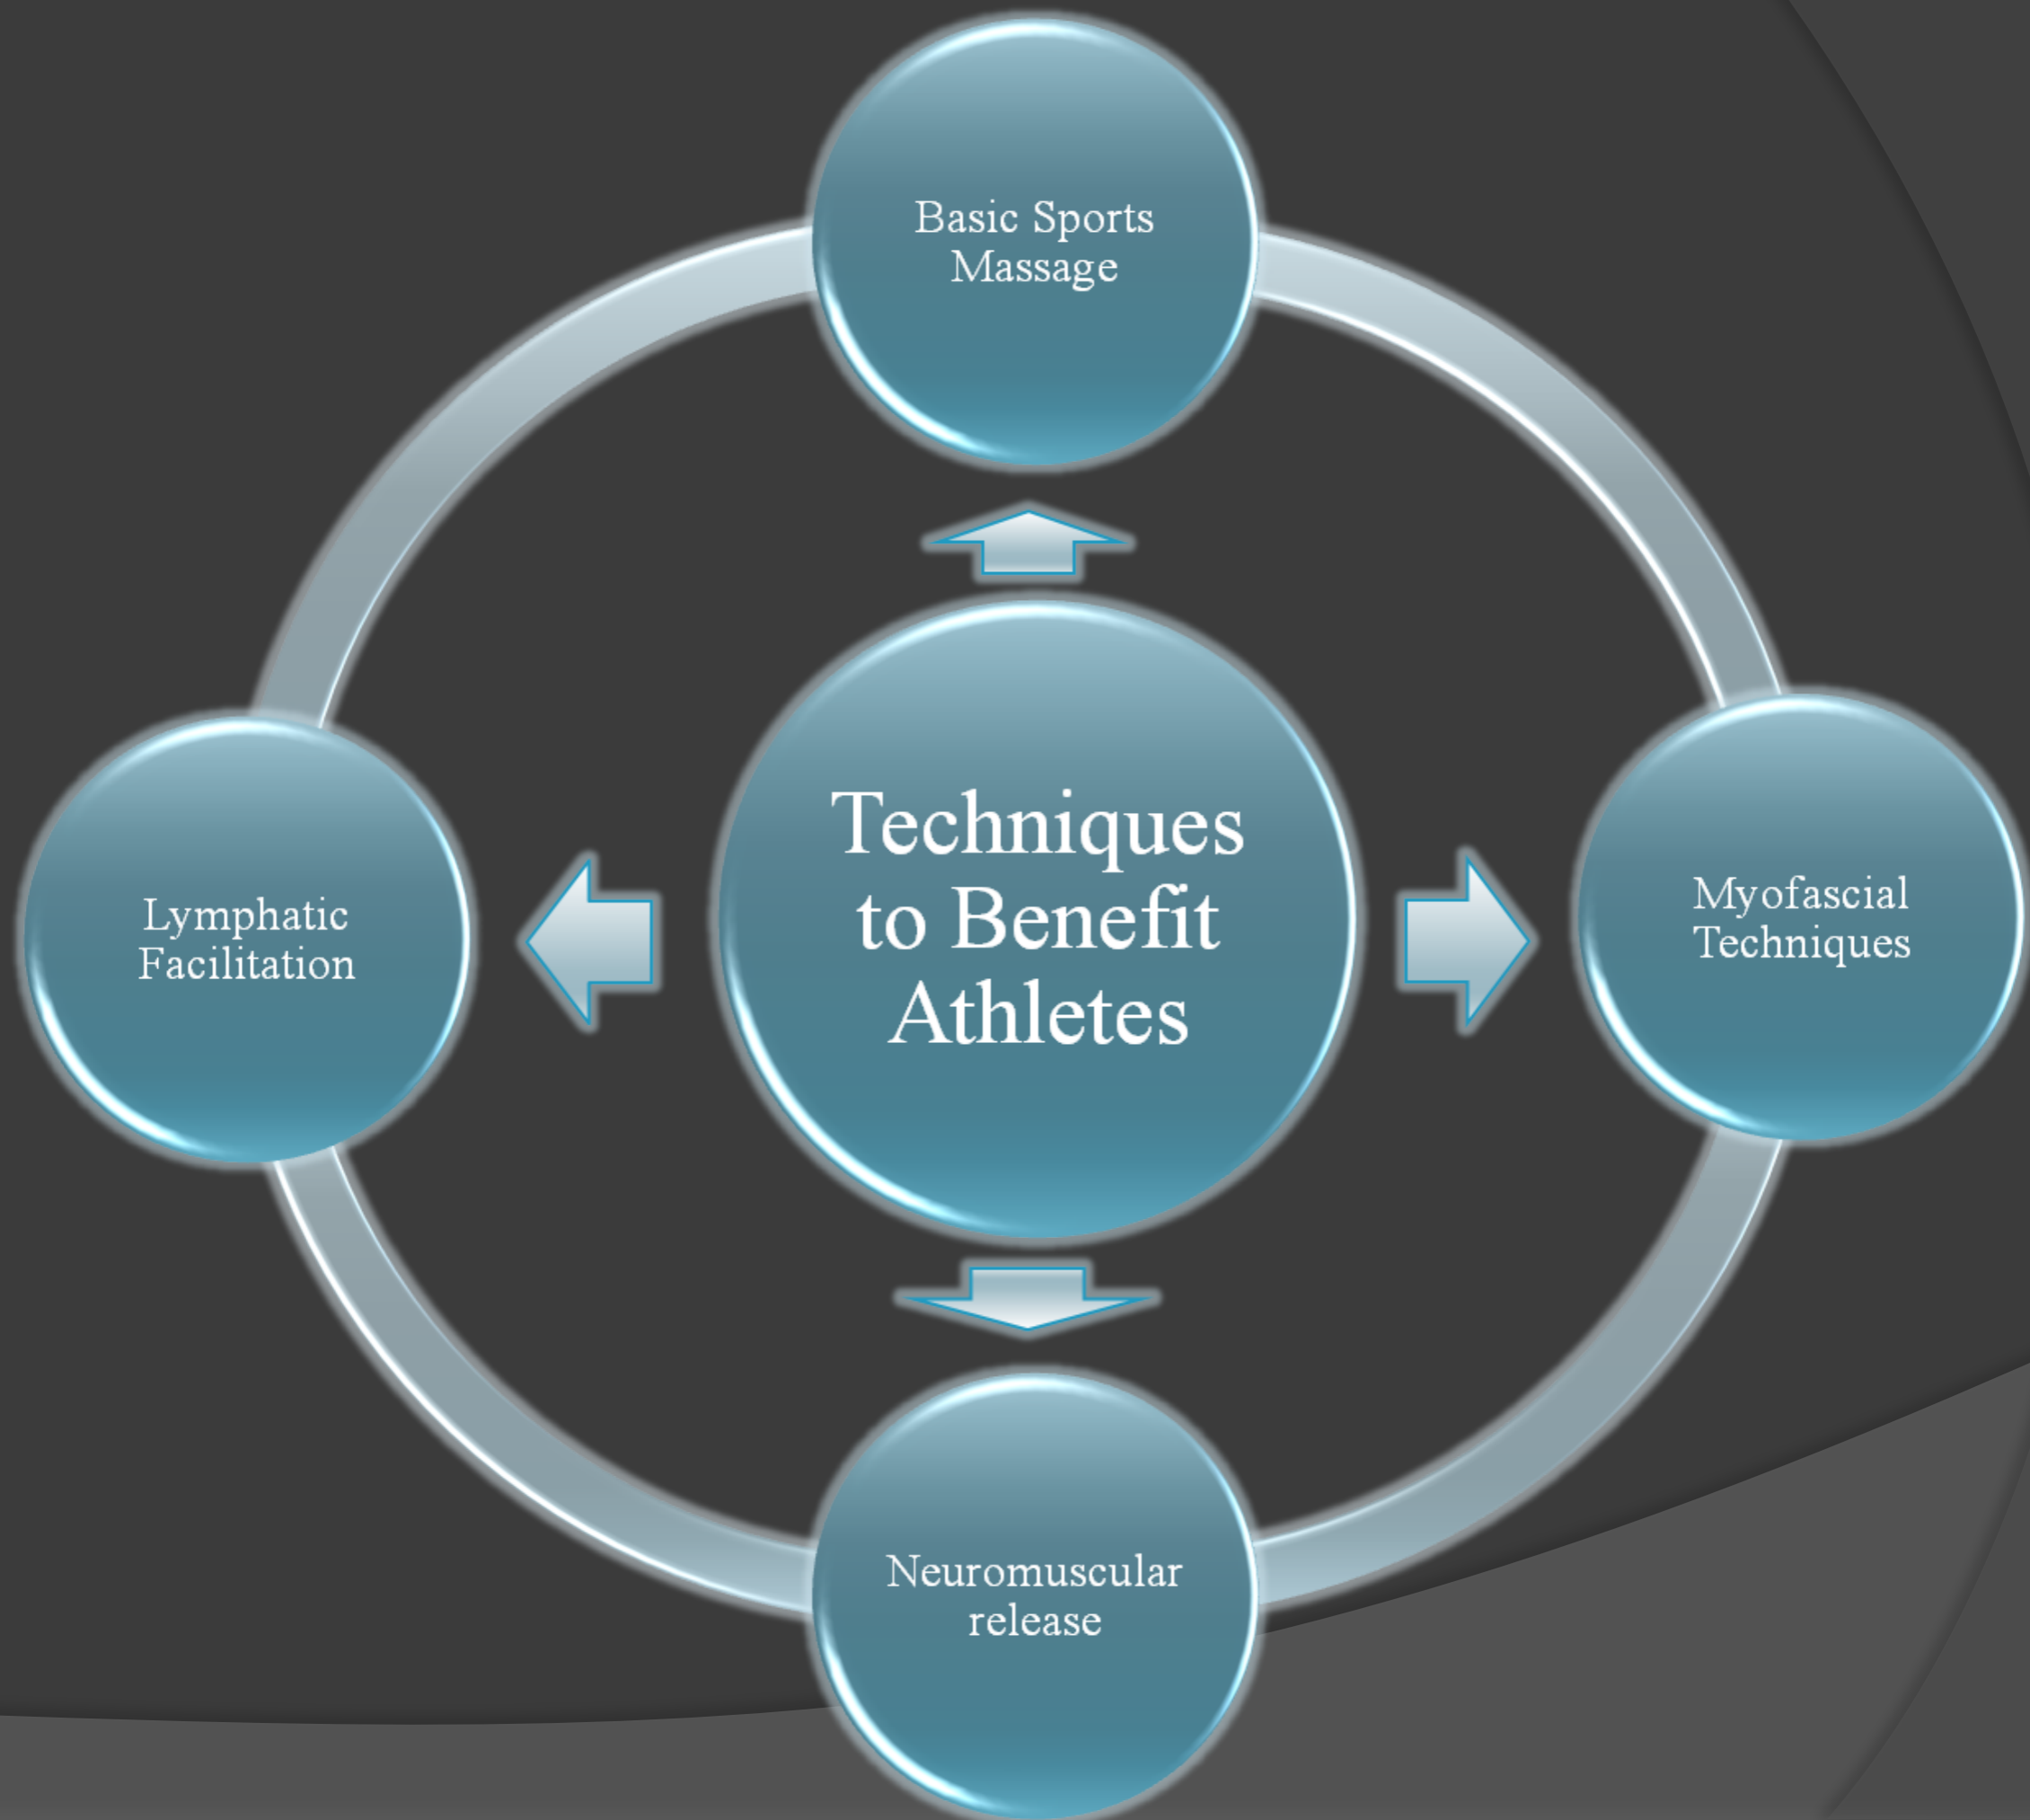 Basic Sports
Massage
Techniques
to Benefit
Athletes
Lymphatic
Facilitation
Myofascial
Techniques
Neuromuscular
release